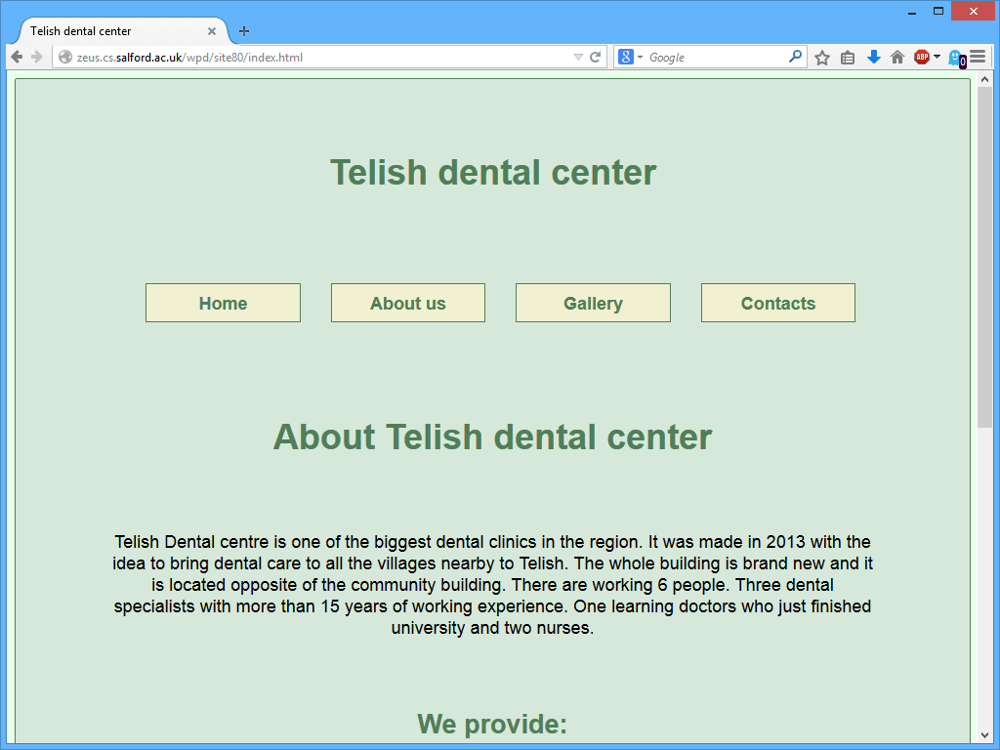 Telish dental center
zeus.cs.salford.ac.uk/wpd/site80/index.html
8
Google
ABP
0
Telish dental center
Home
About us
Gallery
Contacts
About Telish dental center
Telish Dental centre is one of the biggest dental clinics in the region. It was made in 2013 with the
idea to bring dental care to all the villages nearby to Telish. The whole building is brand new and it
is located opposite of the community building. There are working 6 people. Three dental
specialists with more than 15 years of working experience. One learning doctors who just finished
university and two nurses.
We provide: